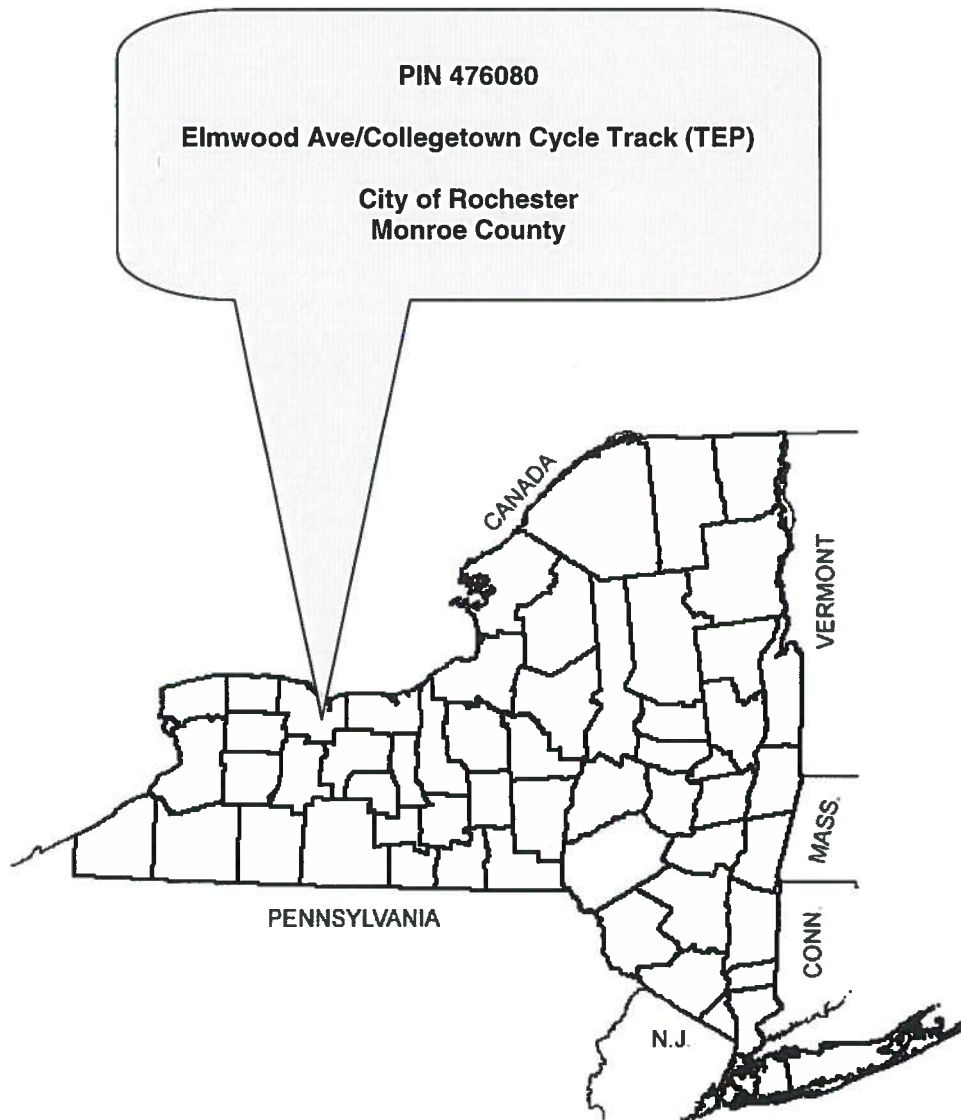 PIN 476080
Elmwood Ave/Collegetown Cycle Track (TEP)
City of Rochester
Monroe County
CANADA
VERMONT
MASS.
PENNSYLVANIA
CONN.
N.J.